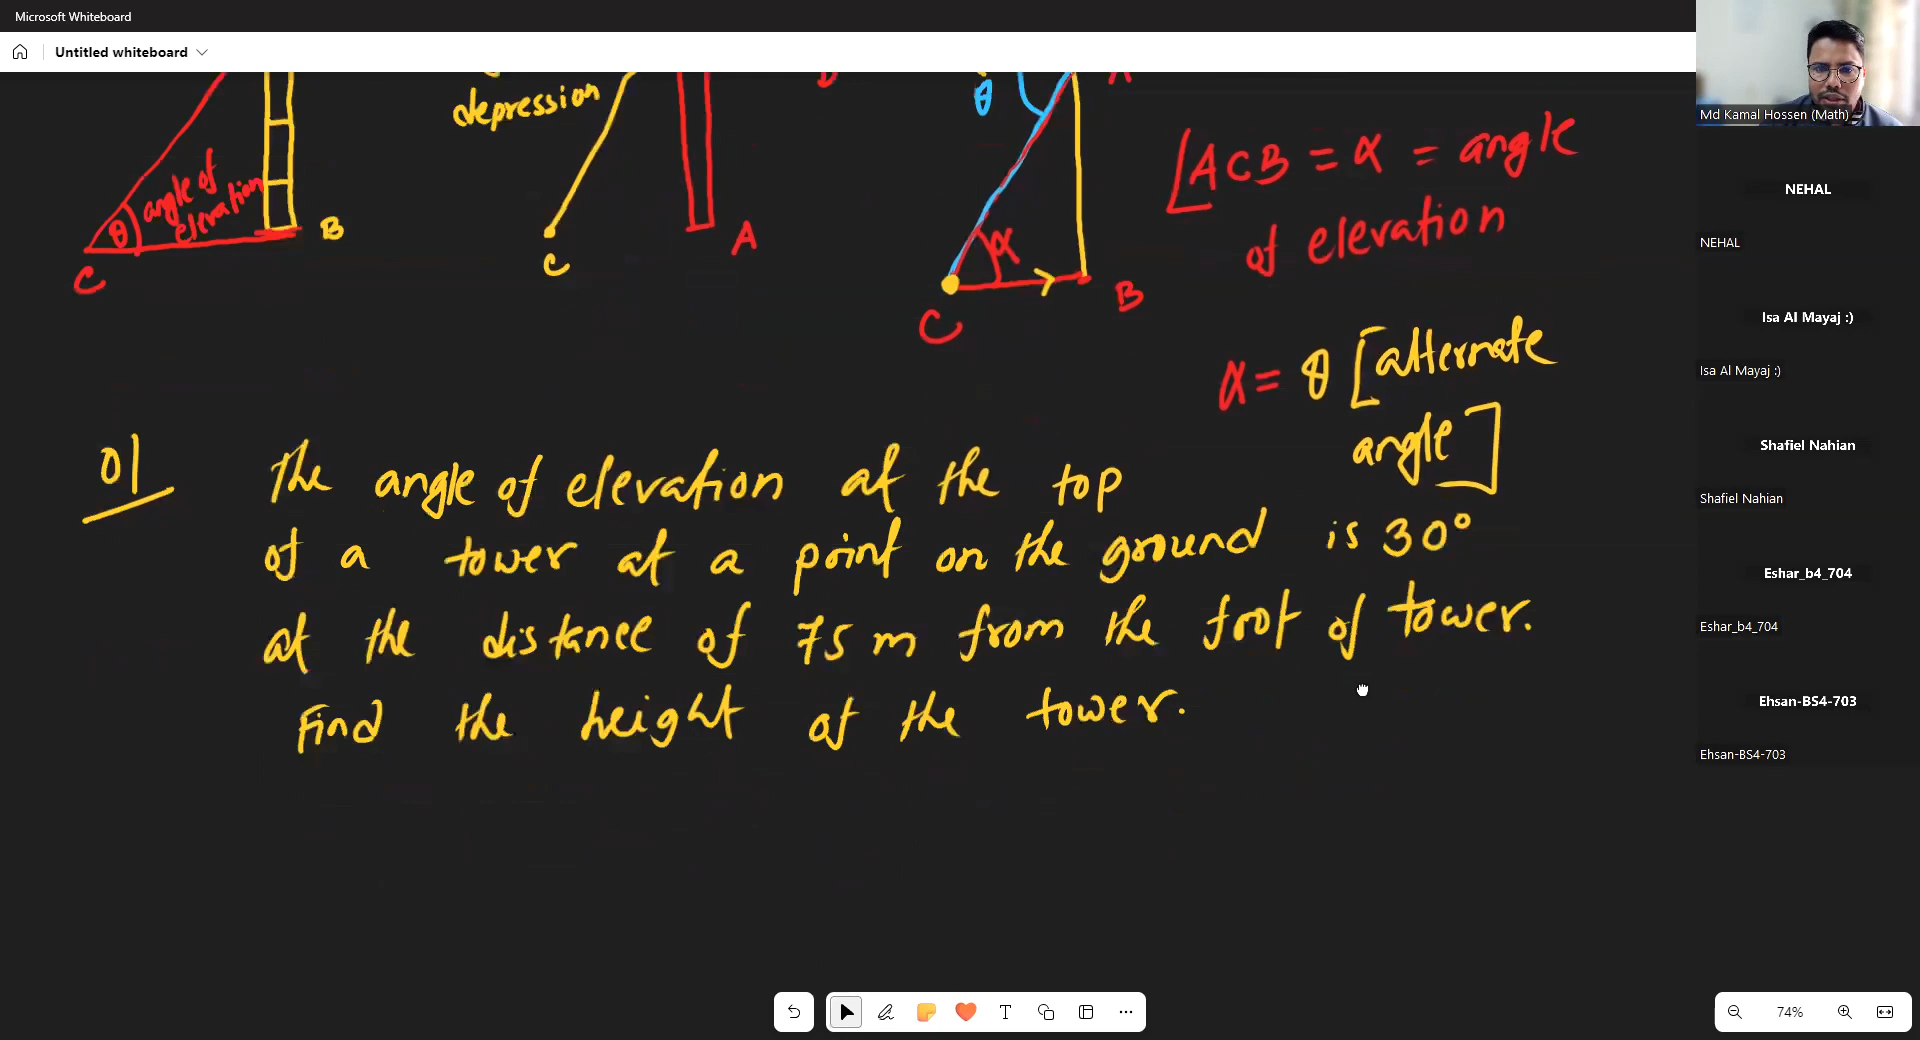 Microsoft Whiteboard
Untitled whiteboard
depression
θ
angle of
elevation
θ
B
C
C
A
θ
α
C
B
∠ACB = α = angle
of elevation
α = θ [alternate
angle]
01
The angle of elevation at the top
of a tower at a point on the ground is 30°
at the distance of 75 m from the foot of tower.
Find the height of the tower.
Md Kamal Hossen (Math)
NEHAL
NEHAL
Isa Al Mayaj :)
Isa Al Mayaj :)
Shafiel Nahian
Shafiel Nahian
Eshar_b4_704
Eshar_b4_704
Ehsan-BS4-703
Ehsan-BS4-703
T
74%